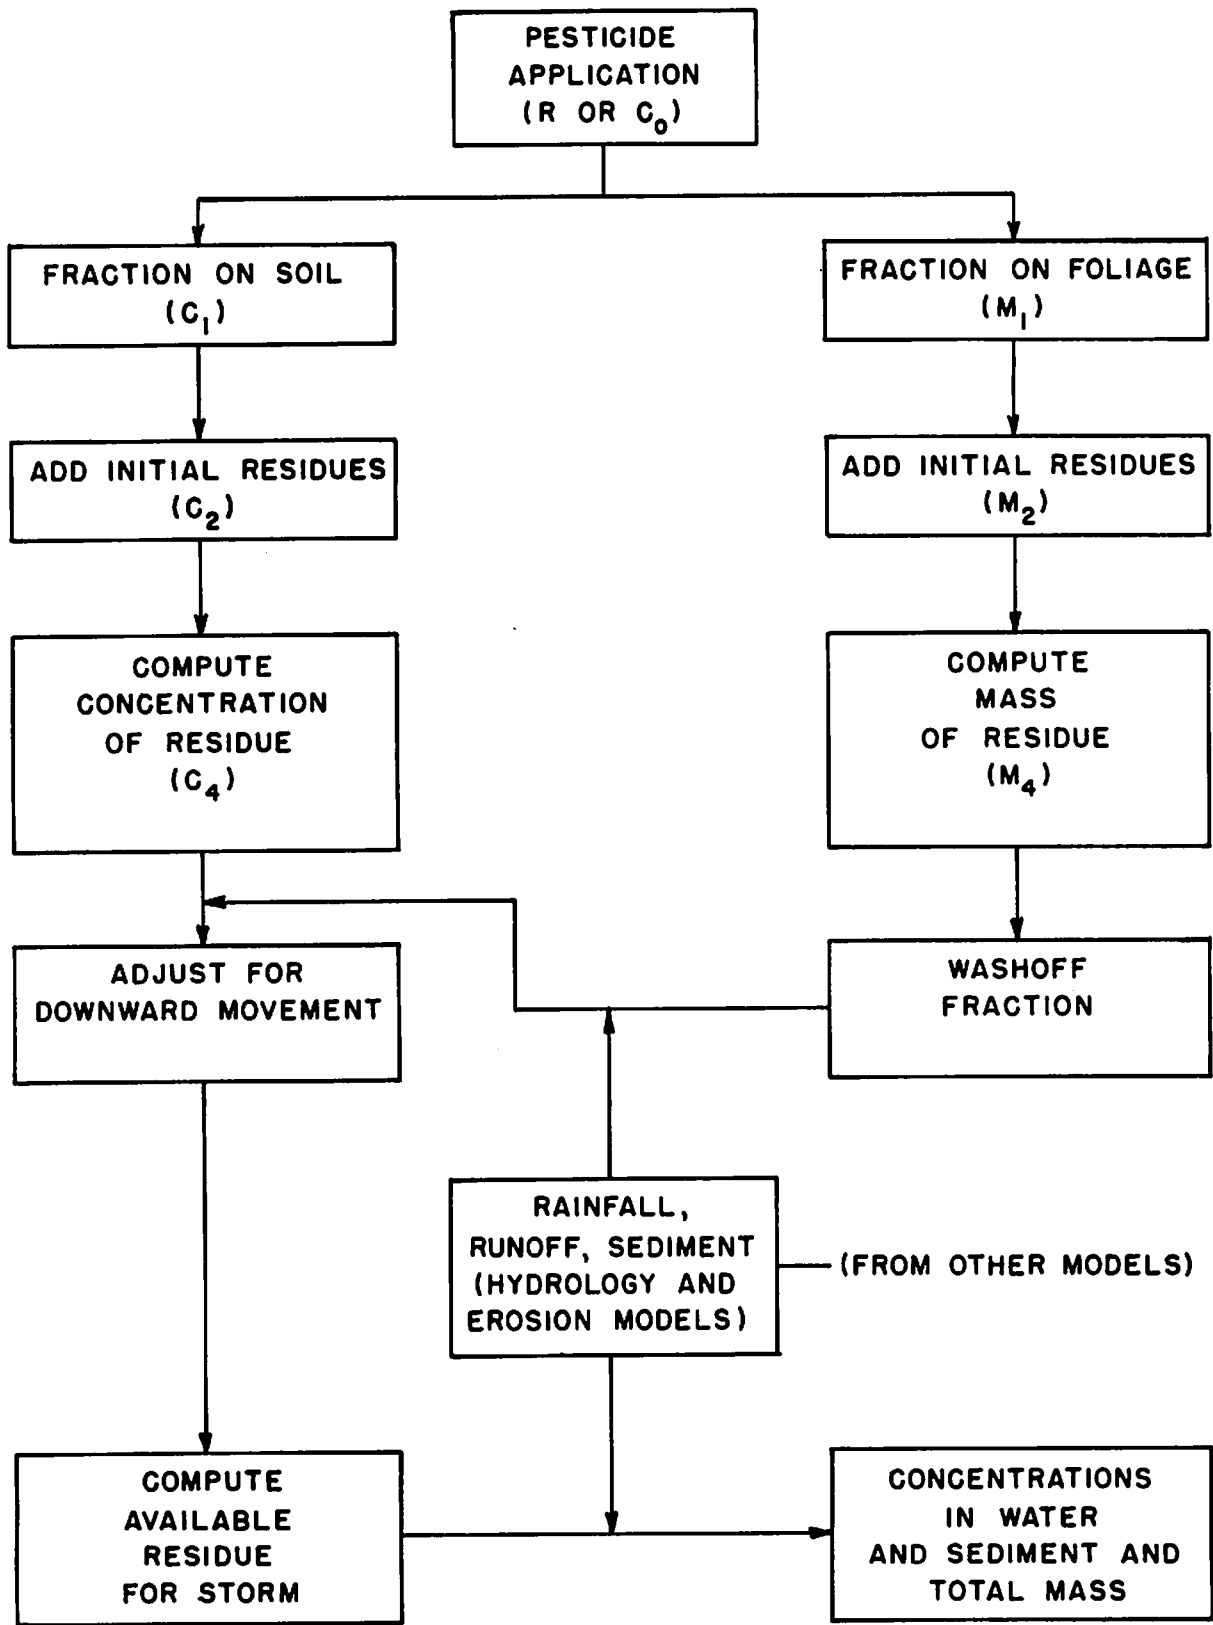 PESTICIDE
APPLICATION
(R OR C₀)
FRACTION ON SOIL
(C₁)
FRACTION ON FOLIAGE
(M₁)
ADD INITIAL RESIDUES
(C₂)
ADD INITIAL RESIDUES
(M₂)
COMPUTE
CONCENTRATION
OF RESIDUE
(C₄)
COMPUTE
MASS
OF RESIDUE
(M₄)
ADJUST FOR
DOWNWARD MOVEMENT
WASHOFF
FRACTION
RAINFALL,
RUNOFF, SEDIMENT
(HYDROLOGY AND
EROSION MODELS)
(FROM OTHER MODELS)
COMPUTE
AVAILABLE
RESIDUE
FOR STORM
CONCENTRATIONS
IN WATER
AND SEDIMENT AND
TOTAL MASS